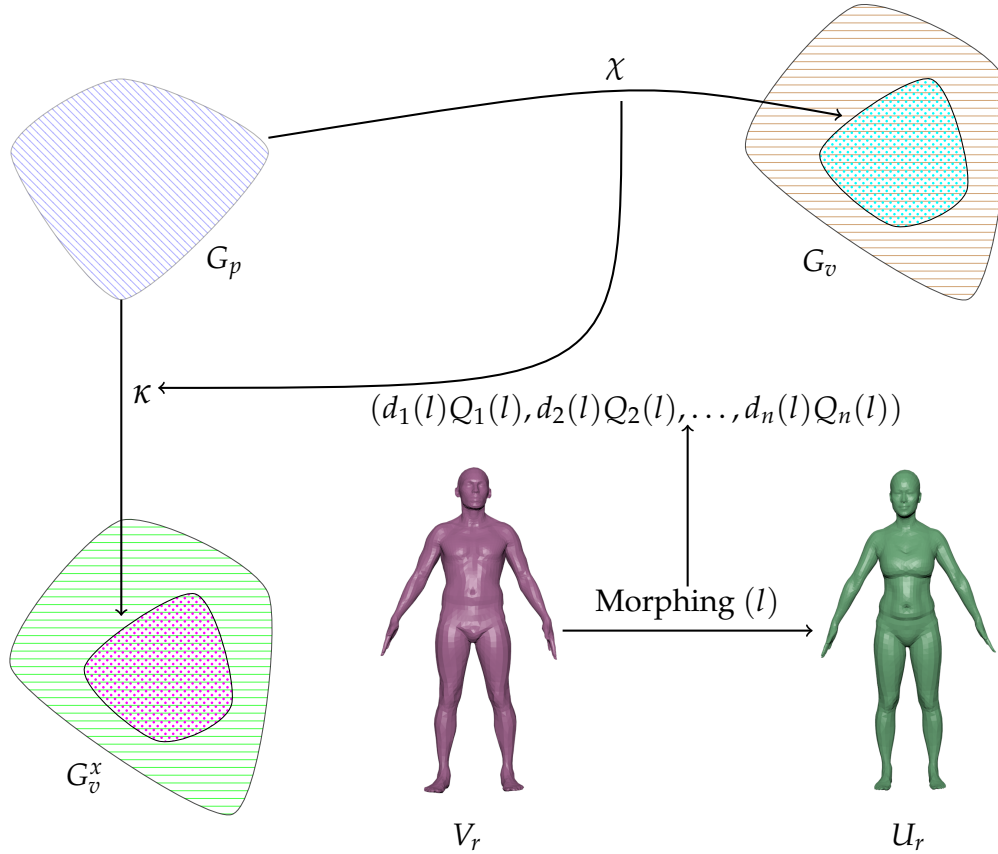 χ
G_p
G_v
κ
(d_1(l)Q_1(l), d_2(l)Q_2(l), . . . , d_n(l)Q_n(l))
Morphing (l)
G_v^x
V_r
U_r